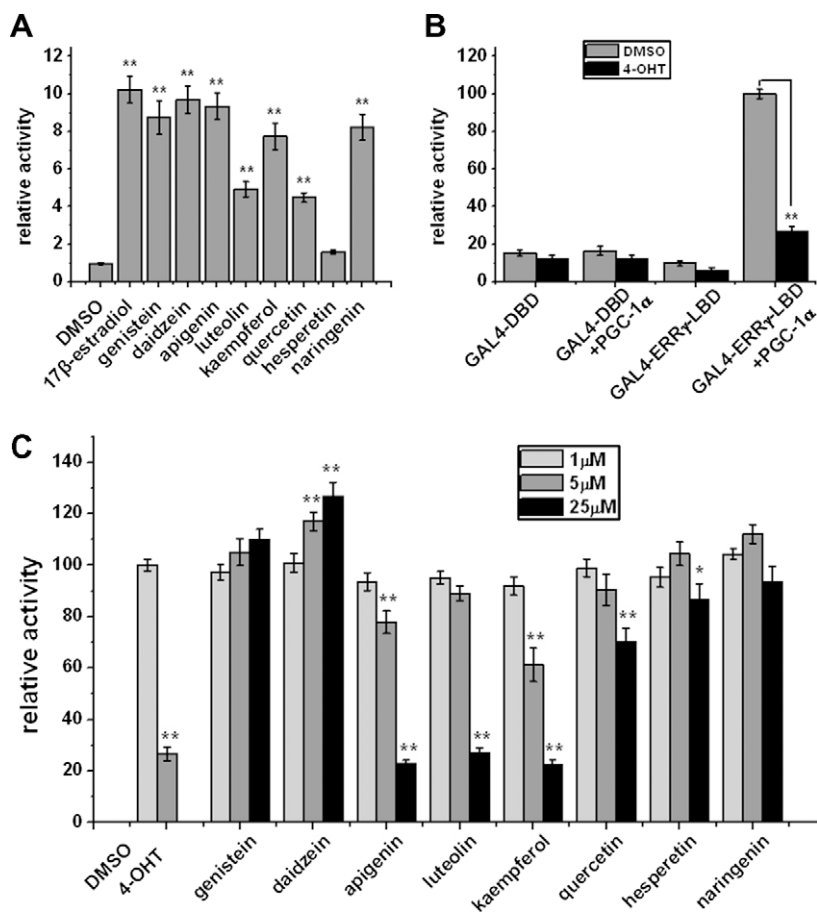 A
relative activity
12
10
8
6
4
2
0
** ** ** ** ** ** ** **
DMSO
17β-estradiol
genistein
daidzein
apigenin
luteolin
kaempferol
quercetin
hesperetin
naringenin
B
relative activity
120
100
80
60
40
20
0
DMSO
4-OHT
**
GAL4-DBD
GAL4-DBD
+PGC-1α
GAL4-ERRγ-LBD
GAL4-ERRγ-LBD
+PGC-1α
C
relative activity
140
120
100
80
60
40
20
0
1μM
5μM
25μM
**
** **
** **
**
** **
**
*
DMSO
4-OHT
genistein
daidzein
apigenin
luteolin
kaempferol
quercetin
hesperetin
naringenin